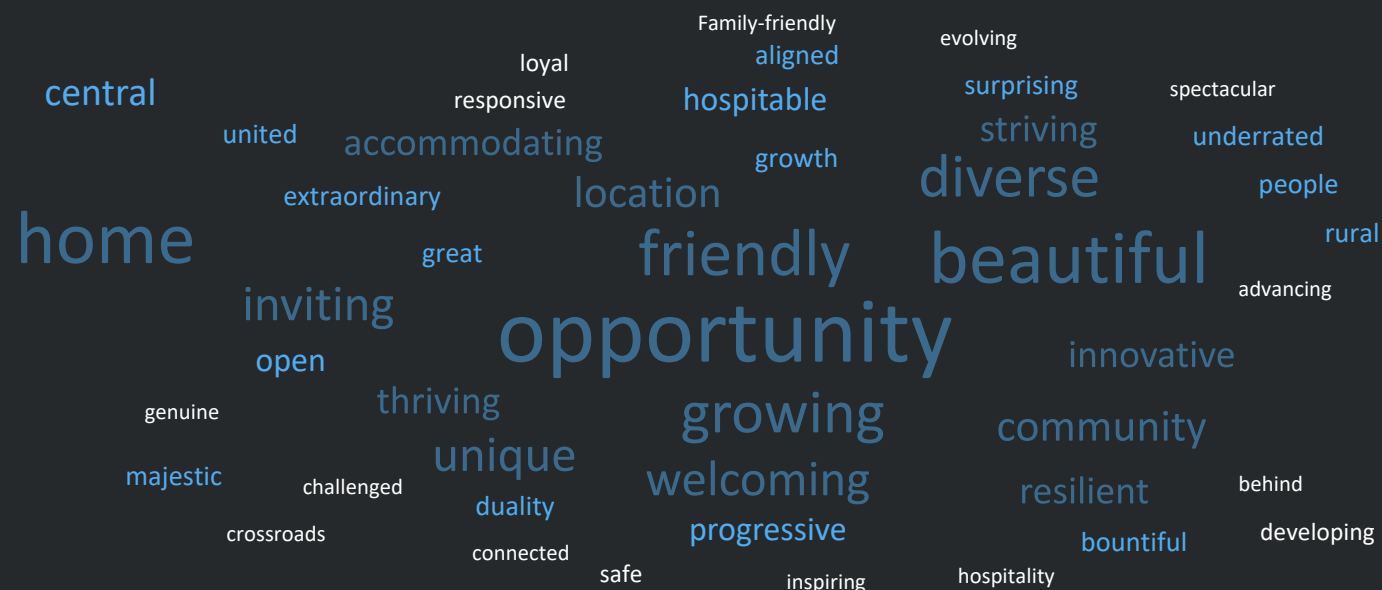 Family-friendly
evolving
loyal
aligned
central
responsive
hospitable
surprising
spectacular
united
accommodating
striving
underrated
growth
extraordinary
location
diverse
people
home
great
friendly
beautiful
rural
inviting
advancing
opportunity
open
innovative
genuine
thriving
growing
community
majestic
challenged
unique
welcoming
resilient
behind
duality
crossroads
connected
progressive
bountiful
developing
safe
inspiring
hospitality